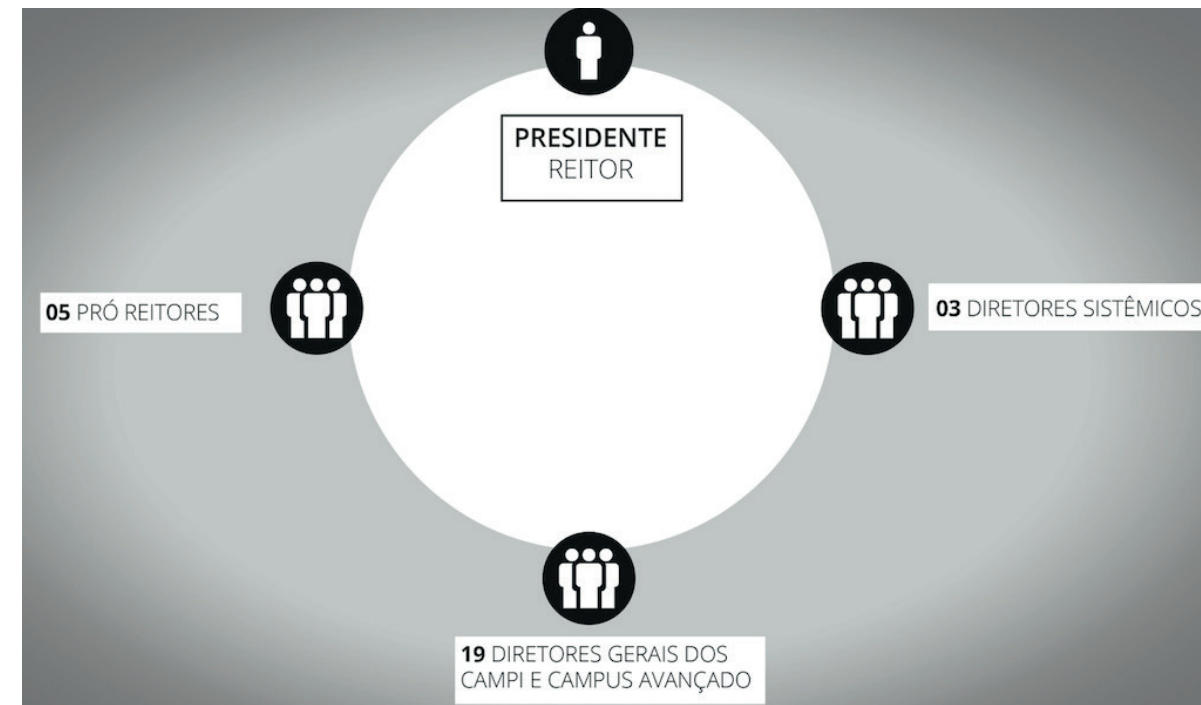 PRESIDENTE
REITOR
05 PRÓ REITORES
03 DIRETORES SISTÊMICOS
19 DIRETORES GERAIS DOS
CAMPI E CAMPUS AVANÇADO